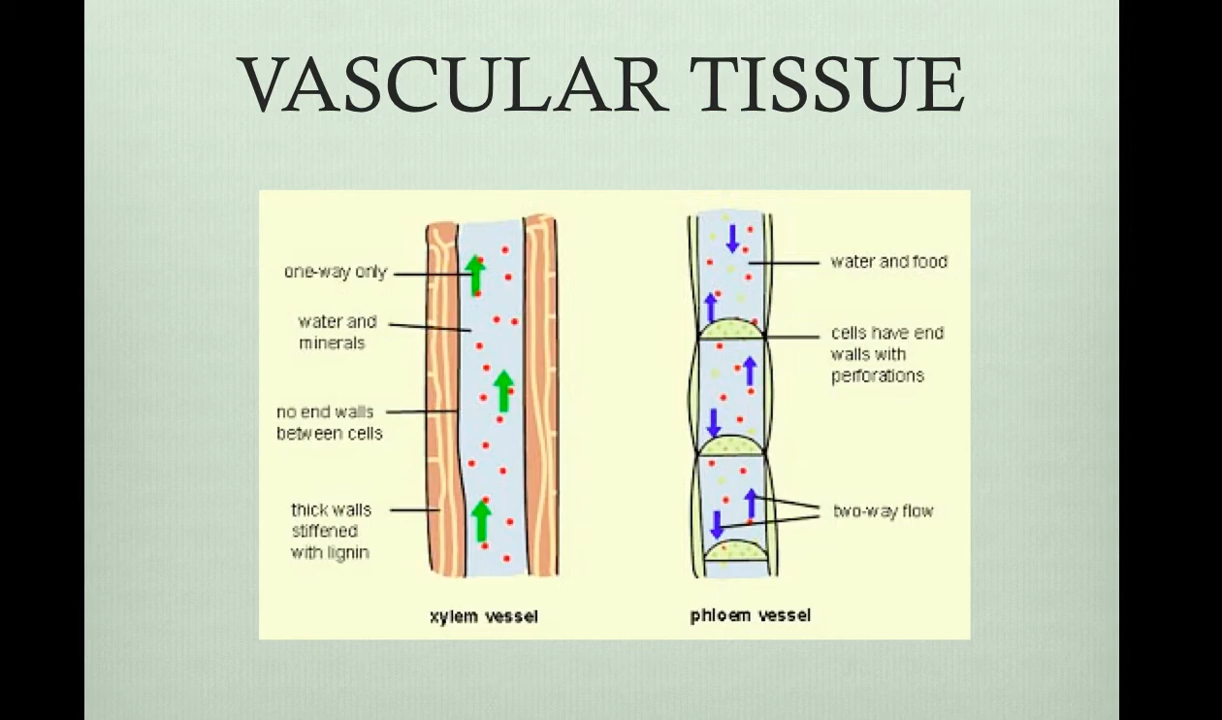 VASCULAR TISSUE
one-way only
water and
minerals
no end walls
between cells
thick walls
stiffened
with lignin
xylem vessel
water and food
cells have end
walls with
perforations
two-way flow
phloem vessel